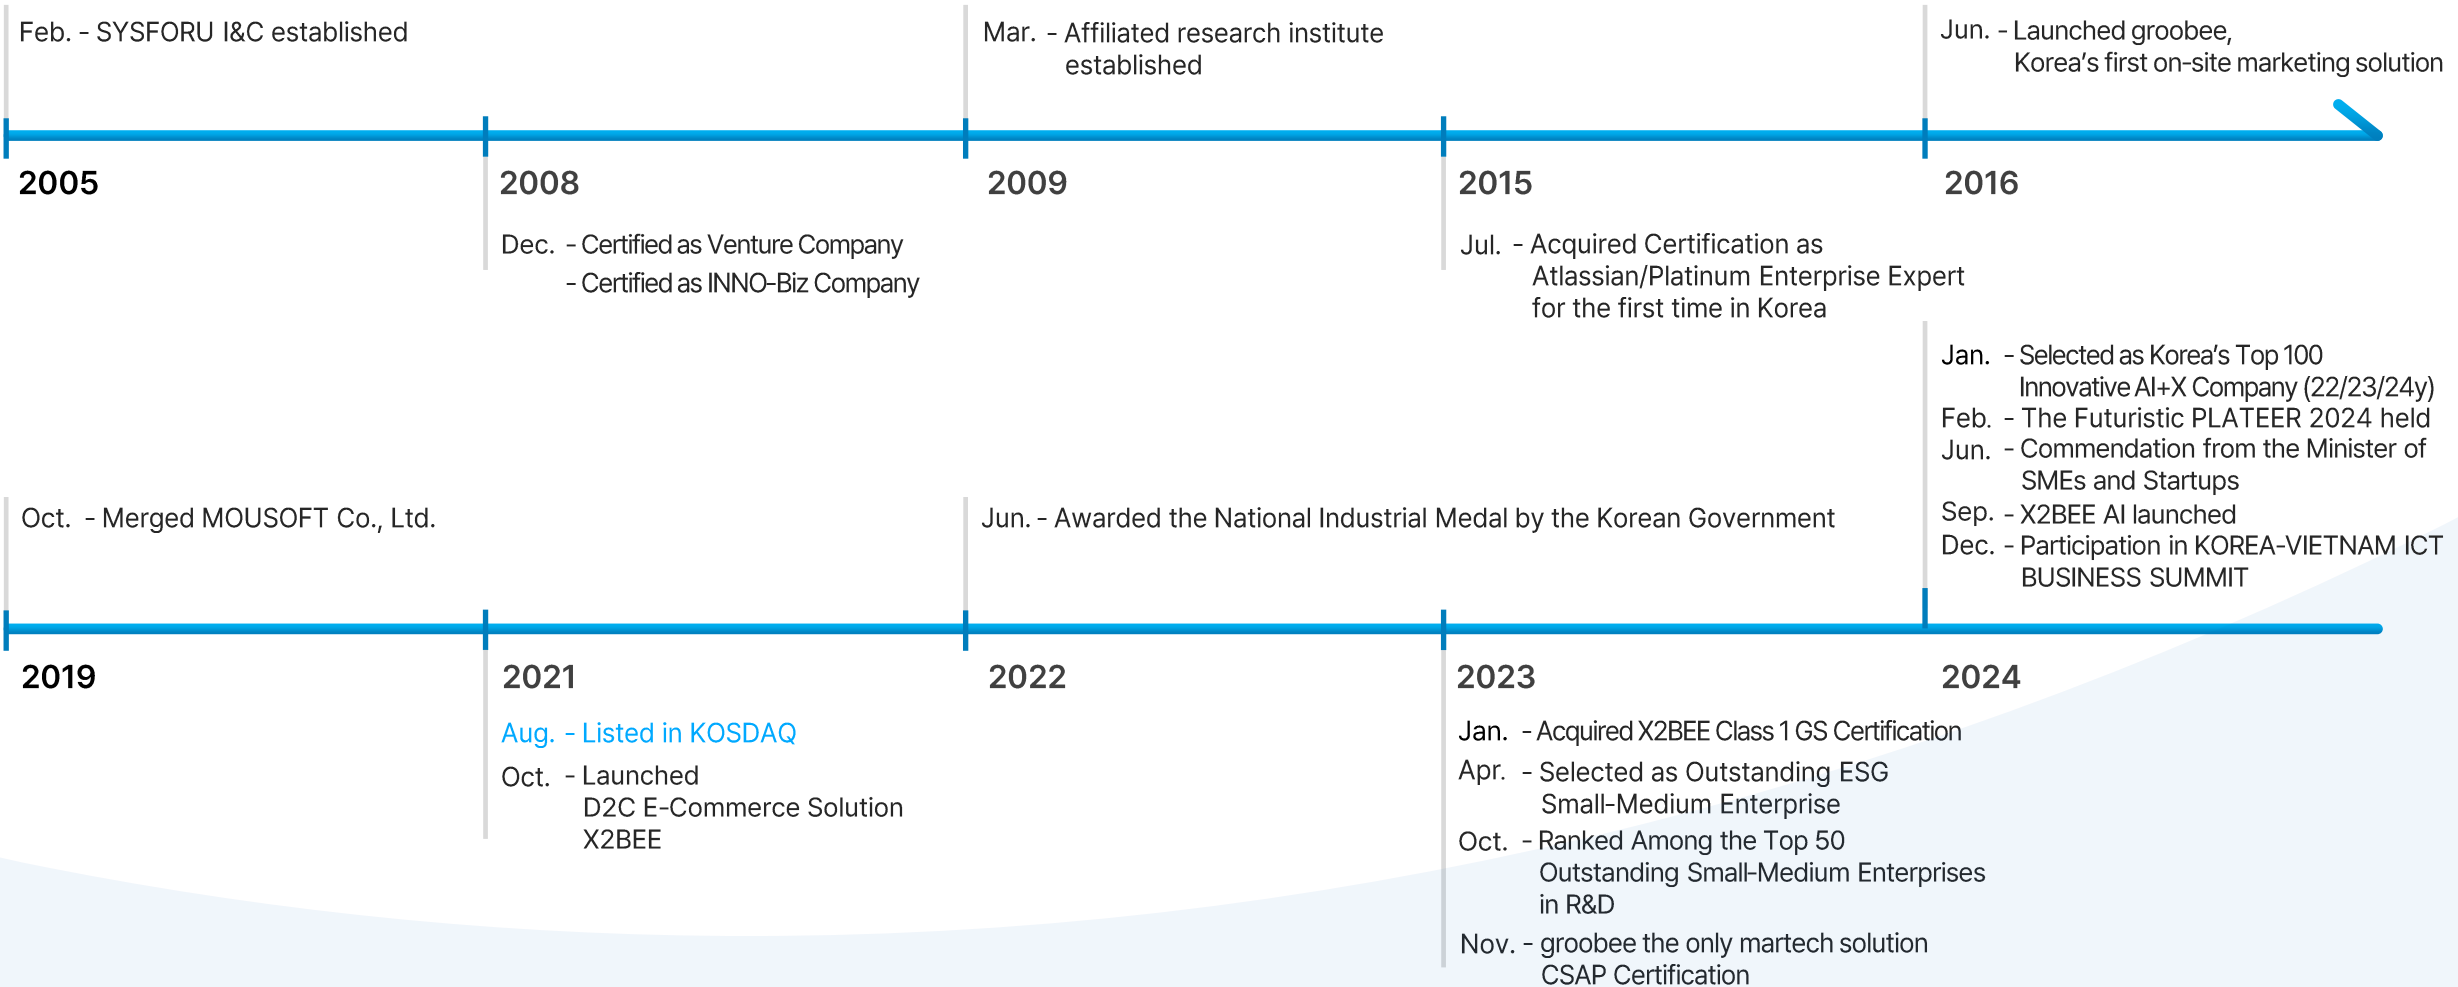 Feb. - SYSFORU I&C established
2005
2008
Dec. - Certified as Venture Company
- Certified as INNO-Biz Company
Mar. - Affiliated research institute
established
2009
2015
Jul. - Acquired Certification as
Atlassian/Platinum Enterprise Expert
for the first time in Korea
Jun. - Launched groobee,
Korea's first on-site marketing solution
2016
Oct. - Merged MOUSOFT Co., Ltd.
2019
2021
Aug. - Listed in KOSDAQ
Oct. - Launched
D2C E-Commerce Solution
X2BEE
Jun. - Awarded the National Industrial Medal by the Korean Government
2022
2023
Jan. - Acquired X2BEE Class 1 GS Certification
Apr. - Selected as Outstanding ESG
Small-Medium Enterprise
Oct. - Ranked Among the Top 50
Outstanding Small-Medium Enterprises
in R&D
Nov. - groobee the only martech solution
CSAP Certification
Jan. - Selected as Korea's Top 100
Innovative AI+X Company (22/23/24y)
Feb. - The Futuristic PLATEER 2024 held
Jun. - Commendation from the Minister of
SMEs and Startups
Sep. - X2BEE AI launched
Dec. - Participation in KOREA-VIETNAM ICT
BUSINESS SUMMIT
2024